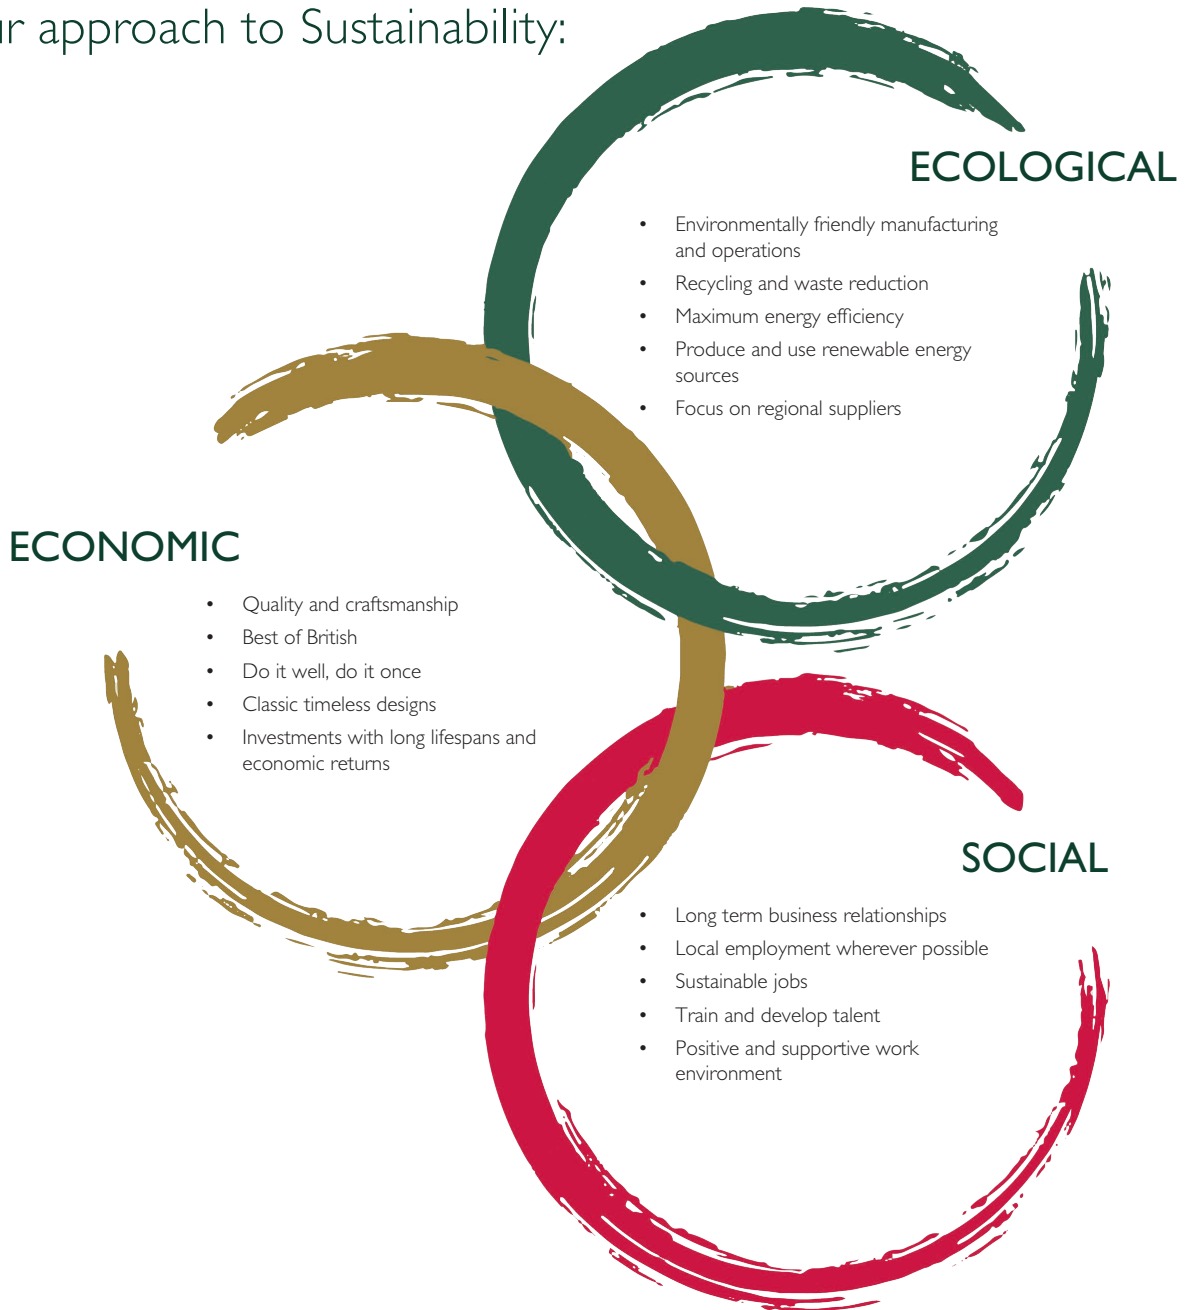 ur approach to Sustainability:
ECOLOGICAL
• Environmentally friendly manufacturing
and operations
• Recycling and waste reduction
• Maximum energy efficiency
• Produce and use renewable energy
sources
• Focus on regional suppliers
ECONOMIC
• Quality and craftsmanship
• Best of British
• Do it well, do it once
• Classic timeless designs
• Investments with long lifespans and
economic returns
SOCIAL
• Long term business relationships
• Local employment wherever possible
• Sustainable jobs
• Train and develop talent
• Positive and supportive work
environment